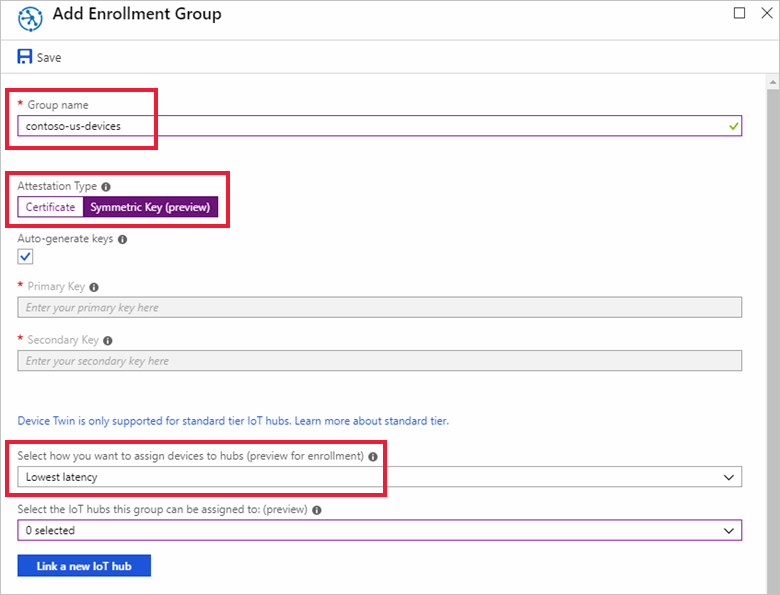 Add Enrollment Group
Save
* Group name
contoso-us-devices
Attestation Type
Certificate Symmetric Key (preview)
Auto-generate keys
* Primary Key
Enter your primary key here
* Secondary Key
Enter your secondary key here
Device Twin is only supported for standard tier IoT hubs. Learn more about standard tier.
Select how you want to assign devices to hubs (preview for enrollment)
Lowest latency
Select the IoT hubs this group can be assigned to: (preview)
0 selected
Link a new IoT hub